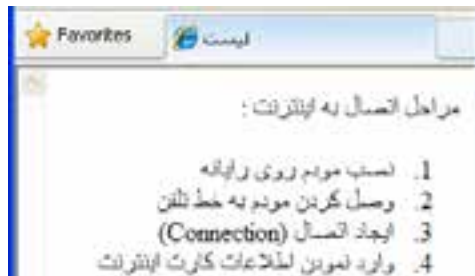 Favorites
لیست
مراحل اتصال به اینترنت :
1. نصب مودم روی رایانه
2. وصل کردن مودم به خط تلفن
3. ایجاد اتصال (Connection)
4. وارد نمودن اطلاعات کارت اینترنت